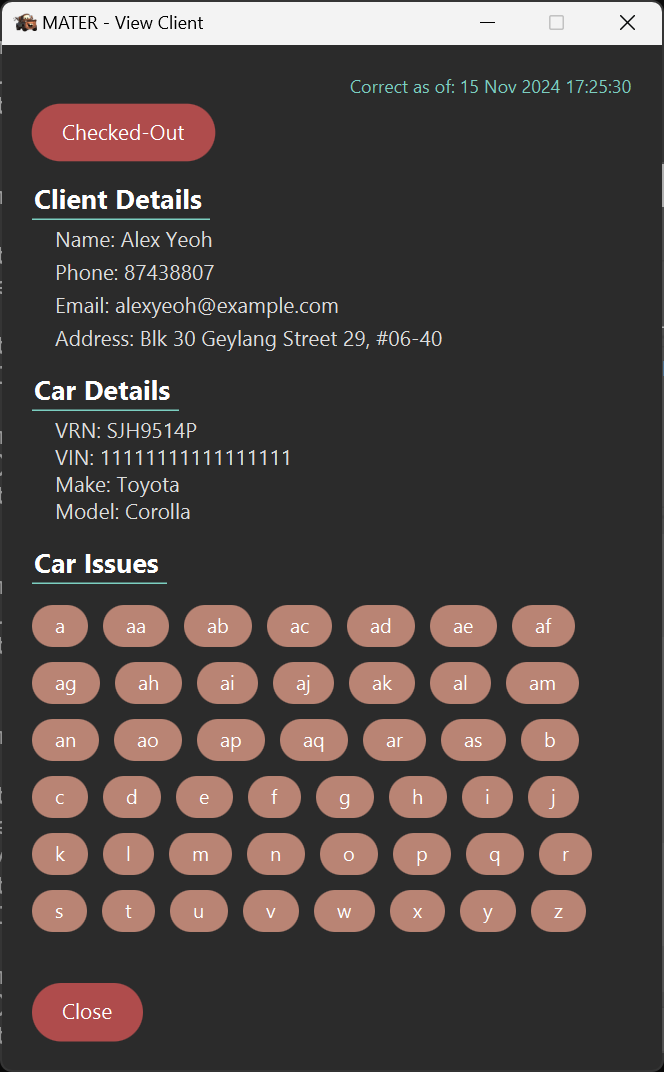 MATER - View Client
Correct as of: 15 Nov 2024 17:25:30
Checked-Out
Client Details
Name: Alex Yeoh
Phone: 87438807
Email: alexyeoh@example.com
Address: Blk 30 Geylang Street 29, #06-40
Car Details
VRN: SJH9514P
VIN: 11111111111111111
Make: Toyota
Model: Corolla
Car Issues
a aa ab ac ad ae af
ag ah ai aj ak al am
an ao ap aq ar as b
c d e f g h i j
k l m n o p q r
s t u v w x y z
Close